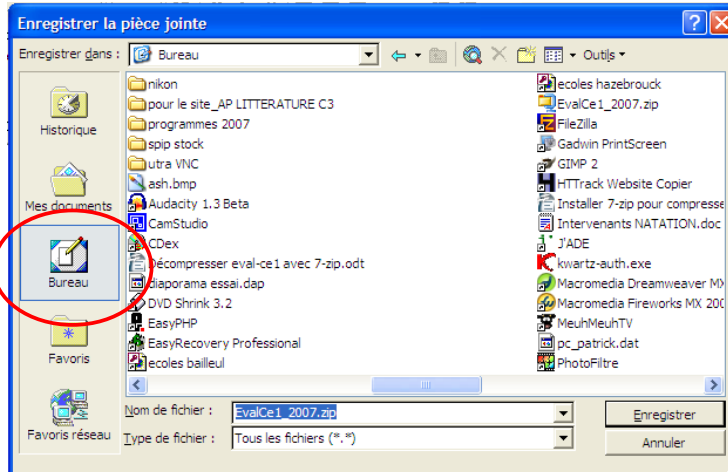 Enregistrer la pièce jointe
Enregistrer dans :
Bureau
Outils
Historique
Mes documents
Bureau
Favoris
Favoris réseau
nikon
pour le site_AP LITTERATURE C3
programmes 2007
spip stock
utra VNC
ash.bmp
Audacity 1.3 Beta
CamStudio
CDex
Décompresser eval-ce1 avec 7-zip.odt
diaporama essai.dap
DVD Shrink 3.2
EasyPHP
EasyRecovery Professional
ecoles bailleul
ecoles hazebrouck
EvalCe1_2007.zip
FileZilla
Gadwin PrintScreen
GIMP 2
HTTrack Website Copier
Installer 7-zip pour compresse
Intervenants NATATION.doc
J'ADE
kwartz-auth.exe
Macromedia Dreamweaver MX
Macromedia Fireworks MX 200
MeuhMeuhTV
pc_patrick.dat
PhotoFiltre
Nom de fichier :
EvalCe1_2007.zip
Enregistrer
Type de fichier :
Tous les fichiers (*.*)
Annuler